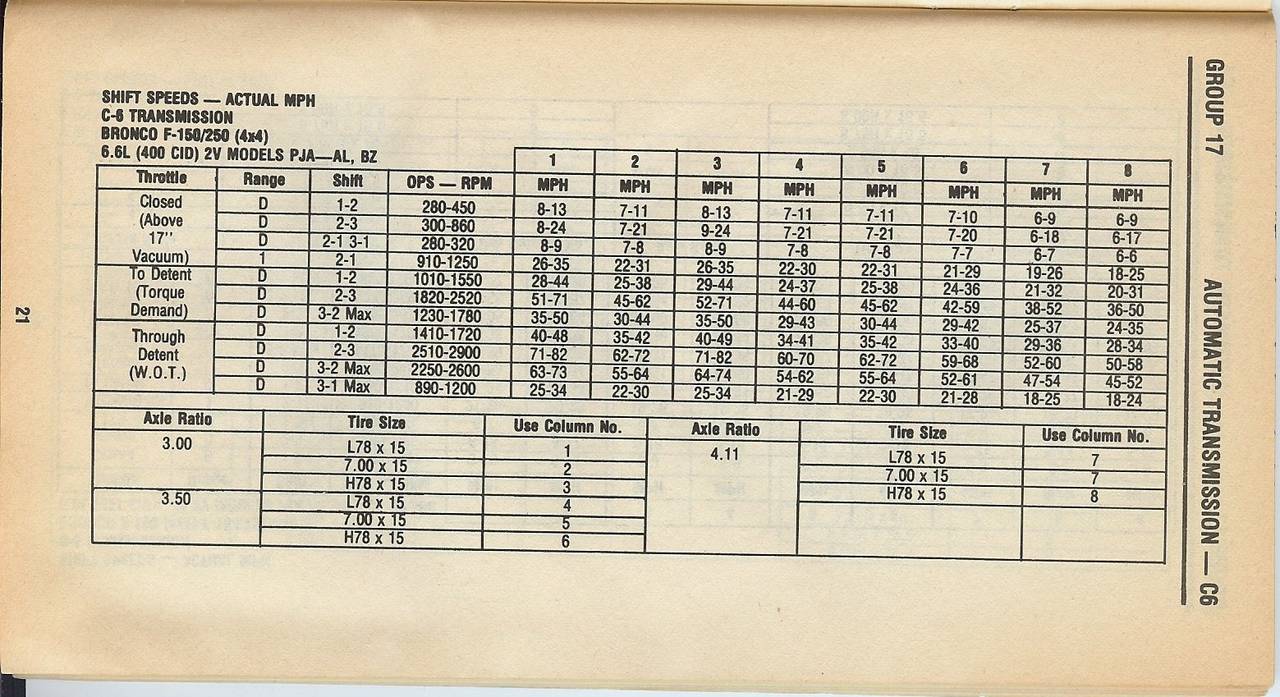 SHIFT SPEEDS — ACTUAL MPH
C-6 TRANSMISSION
BRONCO F-150/250 (4x4)
6.6L (400 CID) 2V MODELS PJA—AL, BZ
1 2 3 4 5 6 7 8
Throttle Range Shift OPS — RPM MPH MPH MPH MPH MPH MPH MPH MPH
Closed D 1-2 280-450 8-13 7-11 8-13 7-11 7-11 7-10 6-9 6-9
(Above D 2-3 300-860 8-24 7-21 9-24 7-21 7-21 7-20 6-18 6-17
17" D 2-1 3-1 280-320 8-9 7-8 8-9 7-8 7-8 7-7 6-7 6-6
Vacuum) 1 2-1 910-1250 26-35 22-31 26-35 22-30 22-31 21-29 19-26 18-25
To Detent D 1-2 1010-1550 28-44 25-38 29-44 24-37 25-38 24-36 21-32 20-31
(Torque D 2-3 1820-2520 51-71 45-62 52-71 44-60 45-62 42-59 38-52 36-50
Demand) D 3-2 Max 1230-1780 35-50 30-44 35-50 29-43 30-44 29-42 25-37 24-35
Through D 1-2 1410-1720 40-48 35-42 40-49 34-41 35-42 33-40 29-36 28-34
Detent D 2-3 2510-2900 71-82 62-72 71-82 60-70 62-72 59-68 52-60 50-58
(W.O.T.) D 3-2 Max 2250-2600 63-73 55-64 64-74 54-62 55-64 52-61 47-54 45-52
D 3-1 Max 890-1200 25-34 22-30 25-34 21-29 22-30 21-28 18-25 18-24
Axle Ratio Tire Size Use Column No. Axle Ratio Tire Size Use Column No.
3.00 L78 x 15 1 4.11 L78 x 15 7
7.00 x 15 2 7.00 x 15 7
H78 x 15 3 H78 x 15 8
3.50 L78 x 15 4
7.00 x 15 5
H78 x 15 6
GROUP 17 AUTOMATIC TRANSMISSION — C6
21